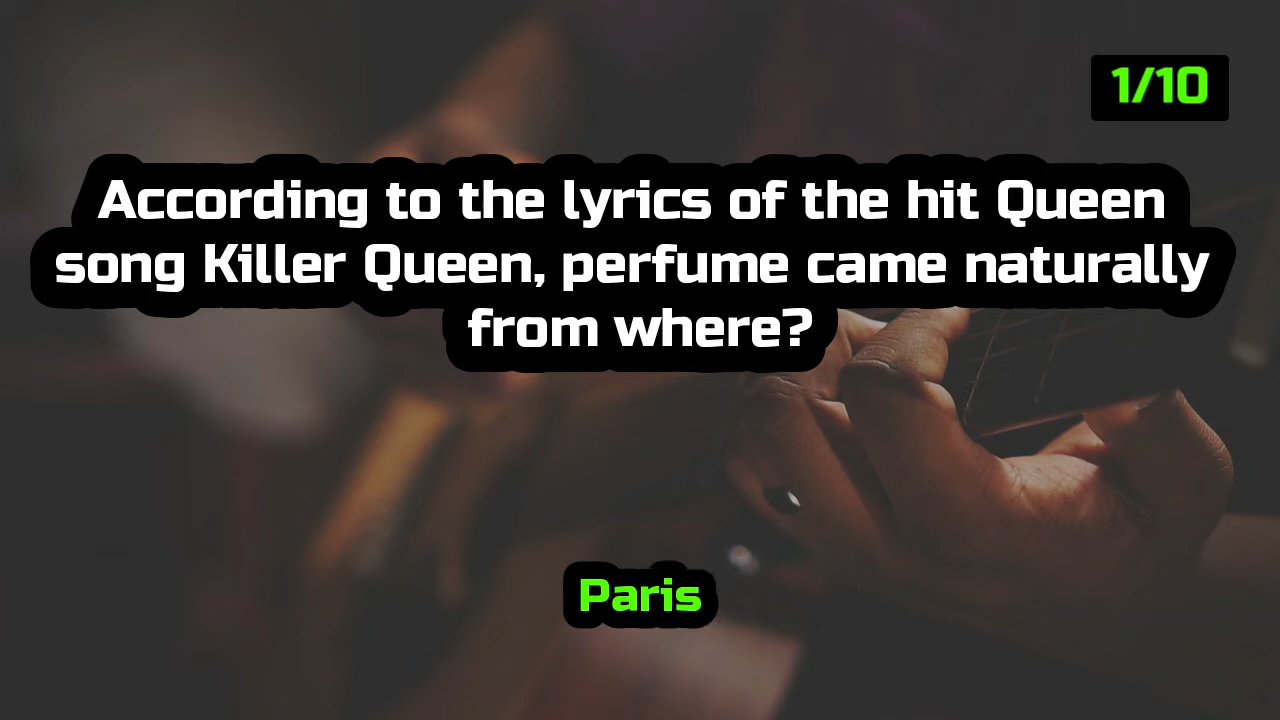 1/10
According to the lyrics of the hit Queen
song Killer Queen, perfume came naturally
from where?
Paris